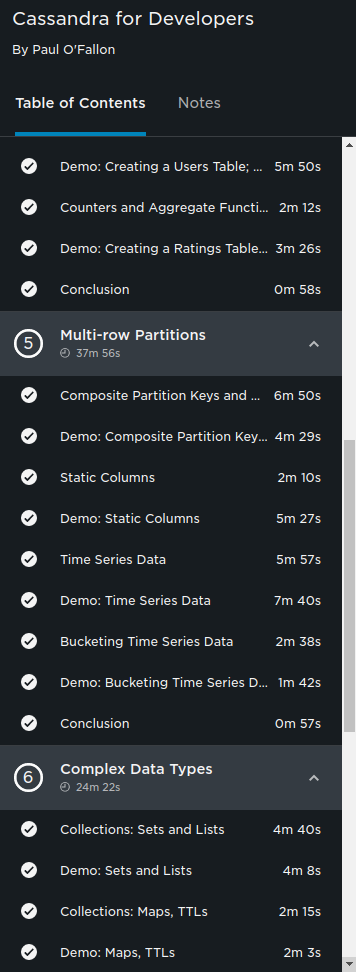 Cassandra for Developers
By Paul O'Fallon
Table of Contents Notes
Demo: Creating a Users Table; ... 5m 50s
Counters and Aggregate Functi... 2m 12s
Demo: Creating a Ratings Table... 3m 26s
Conclusion 0m 58s
5 Multi-row Partitions
37m 56s
Composite Partition Keys and ... 6m 50s
Demo: Composite Partition Key... 4m 29s
Static Columns 2m 10s
Demo: Static Columns 5m 27s
Time Series Data 5m 57s
Demo: Time Series Data 7m 40s
Bucketing Time Series Data 2m 38s
Demo: Bucketing Time Series D... 1m 42s
Conclusion 0m 57s
6 Complex Data Types
24m 22s
Collections: Sets and Lists 4m 40s
Demo: Sets and Lists 4m 8s
Collections: Maps, TTLs 2m 15s
Demo: Maps, TTLs 2m 3s